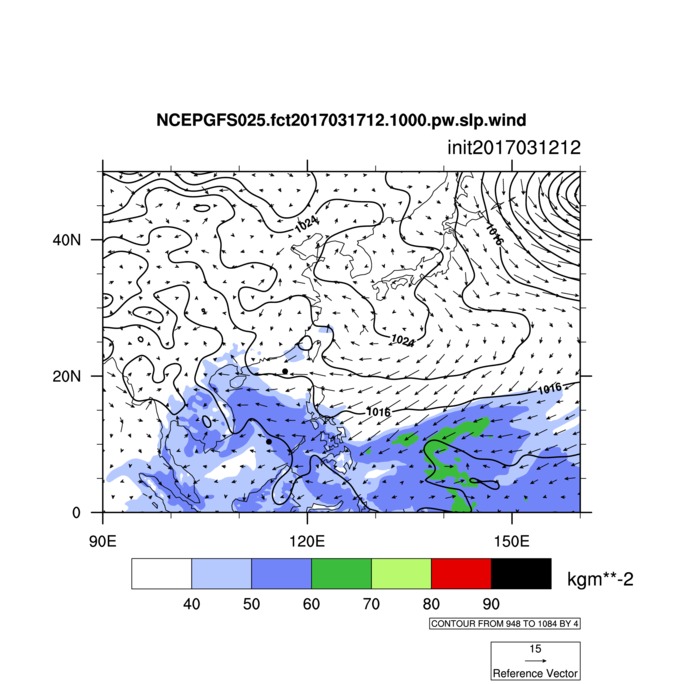 NCEPGFS025.fct2017031712.1000.pw.slp.wind
init2017031212
1024
1016
40N
1024
20N
1016
1016
0
90E 120E 150E
kgm**-2
40 50 60 70 80 90
CONTOUR FROM 948 TO 1084 BY 4
15
Reference Vector